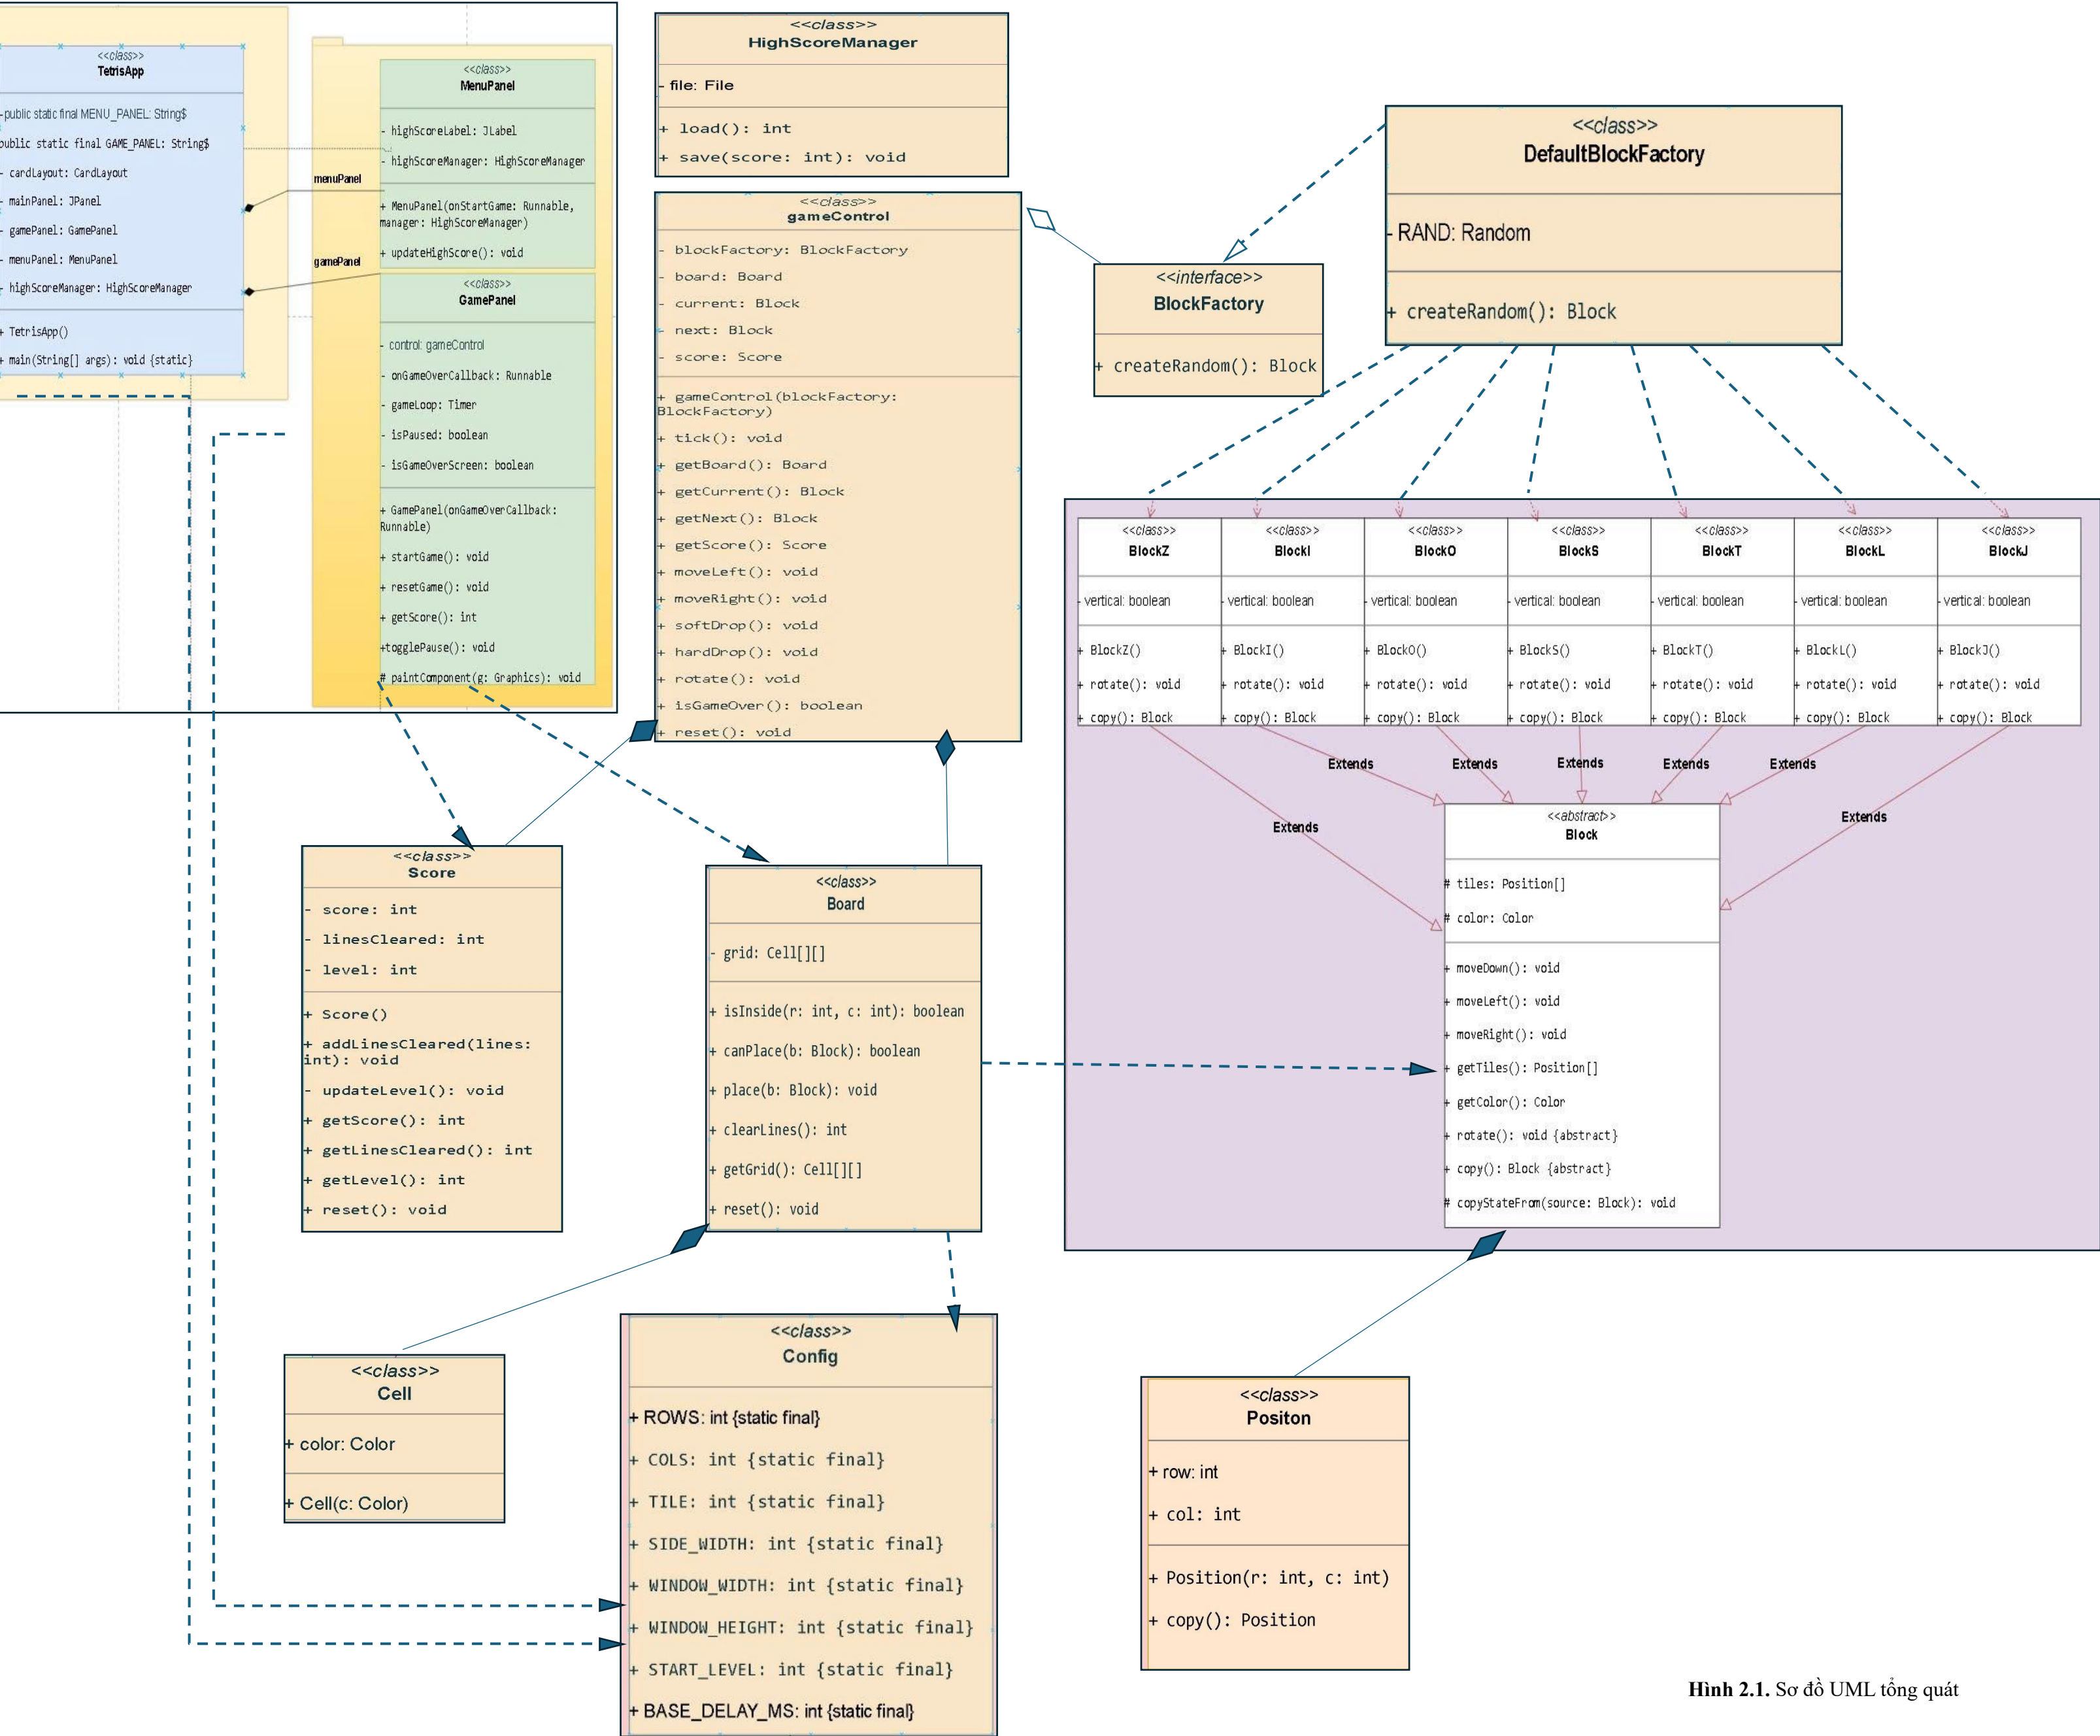 <<class>>
TetrisApp
-public static final MENU_PANEL: String$
public static final GAME_PANEL: String$
- cardLayout: CardLayout
- mainPanel: JPanel
- gamePanel: GamePanel
- menuPanel: MenuPanel
- highScoreManager: HighScoreManager
+ TetrisApp()
+ main(String[] args): void {static}
menuPanel
gamePanel
<<class>>
MenuPanel
- highScoreLabel: JLabel
- highScoreManager: HighScoreManager
+ MenuPanel(onStartGame: Runnable,
manager: HighScoreManager)
+ updateHighScore(): void
<<class>>
GamePanel
- control: gameControl
- onGameOverCallback: Runnable
- gameLoop: Timer
- isPaused: boolean
- isGameOverScreen: boolean
+ GamePanel(onGameOverCallback:
Runnable)
+ startGame(): void
+ resetGame(): void
+ getScore(): int
+togglePause(): void
# paintComponent(g: Graphics): void
<<class>>
HighScoreManager
- file: File
+ load(): int
+ save(score: int): void
<<class>>
gameControl
- blockFactory: BlockFactory
- board: Board
- current: Block
- next: Block
- score: Score
+ gameControl(blockFactory:
BlockFactory)
+ tick(): void
+ getBoard(): Board
+ getCurrent(): Block
+ getNext(): Block
+ getScore(): Score
+ moveLeft(): void
+ moveRight(): void
+ softDrop(): void
+ hardDrop(): void
+ rotate(): void
+ isGameOver(): boolean
+ reset(): void
<<interface>>
BlockFactory
+ createRandom(): Block
<<class>>
DefaultBlockFactory
- RAND: Random
+ createRandom(): Block
<<class>>
BlockZ
- vertical: boolean
+ BlockZ()
+ rotate(): void
+ copy(): Block
<<class>>
BlockI
- vertical: boolean
+ BlockI()
+ rotate(): void
+ copy(): Block
<<class>>
BlockO
- vertical: boolean
+ BlockO()
+ rotate(): void
+ copy(): Block
<<class>>
BlockS
- vertical: boolean
+ BlockS()
+ rotate(): void
+ copy(): Block
<<class>>
BlockT
- vertical: boolean
+ BlockT()
+ rotate(): void
+ copy(): Block
<<class>>
BlockL
- vertical: boolean
+ BlockL()
+ rotate(): void
+ copy(): Block
<<class>>
BlockJ
- vertical: boolean
+ BlockJ()
+ rotate(): void
+ copy(): Block
Extends
Extends
Extends
Extends
Extends
Extends
Extends
<<abstract>>
Block
# tiles: Position[]
# color: Color
+ moveDown(): void
+ moveLeft(): void
+ moveRight(): void
+ getTiles(): Position[]
+ getColor(): Color
+ rotate(): void {abstract}
+ copy(): Block {abstract}
# copyStateFrom(source: Block): void
<<class>>
Score
- score: int
- linesCleared: int
- level: int
+ Score()
+ addLinesCleared(lines:
int): void
- updateLevel(): void
+ getScore(): int
+ getLinesCleared(): int
+ getLevel(): int
+ reset(): void
<<class>>
Board
- grid: Cell[][]
+ isInside(r: int, c: int): boolean
+ canPlace(b: Block): boolean
+ place(b: Block): void
+ clearLines(): int
+ getGrid(): Cell[][]
+ reset(): void
<<class>>
Cell
+ color: Color
+ Cell(c: Color)
<<class>>
Config
+ ROWS: int {static final}
+ COLS: int {static final}
+ TILE: int {static final}
+ SIDE_WIDTH: int {static final}
+ WINDOW_WIDTH: int {static final}
+ WINDOW_HEIGHT: int {static final}
+ START_LEVEL: int {static final}
+ BASE_DELAY_MS: int {static final}
<<class>>
Positon
+ row: int
+ col: int
+ Position(r: int, c: int)
+ copy(): Position
Hình 2.1. Sơ đồ UML tổng quát